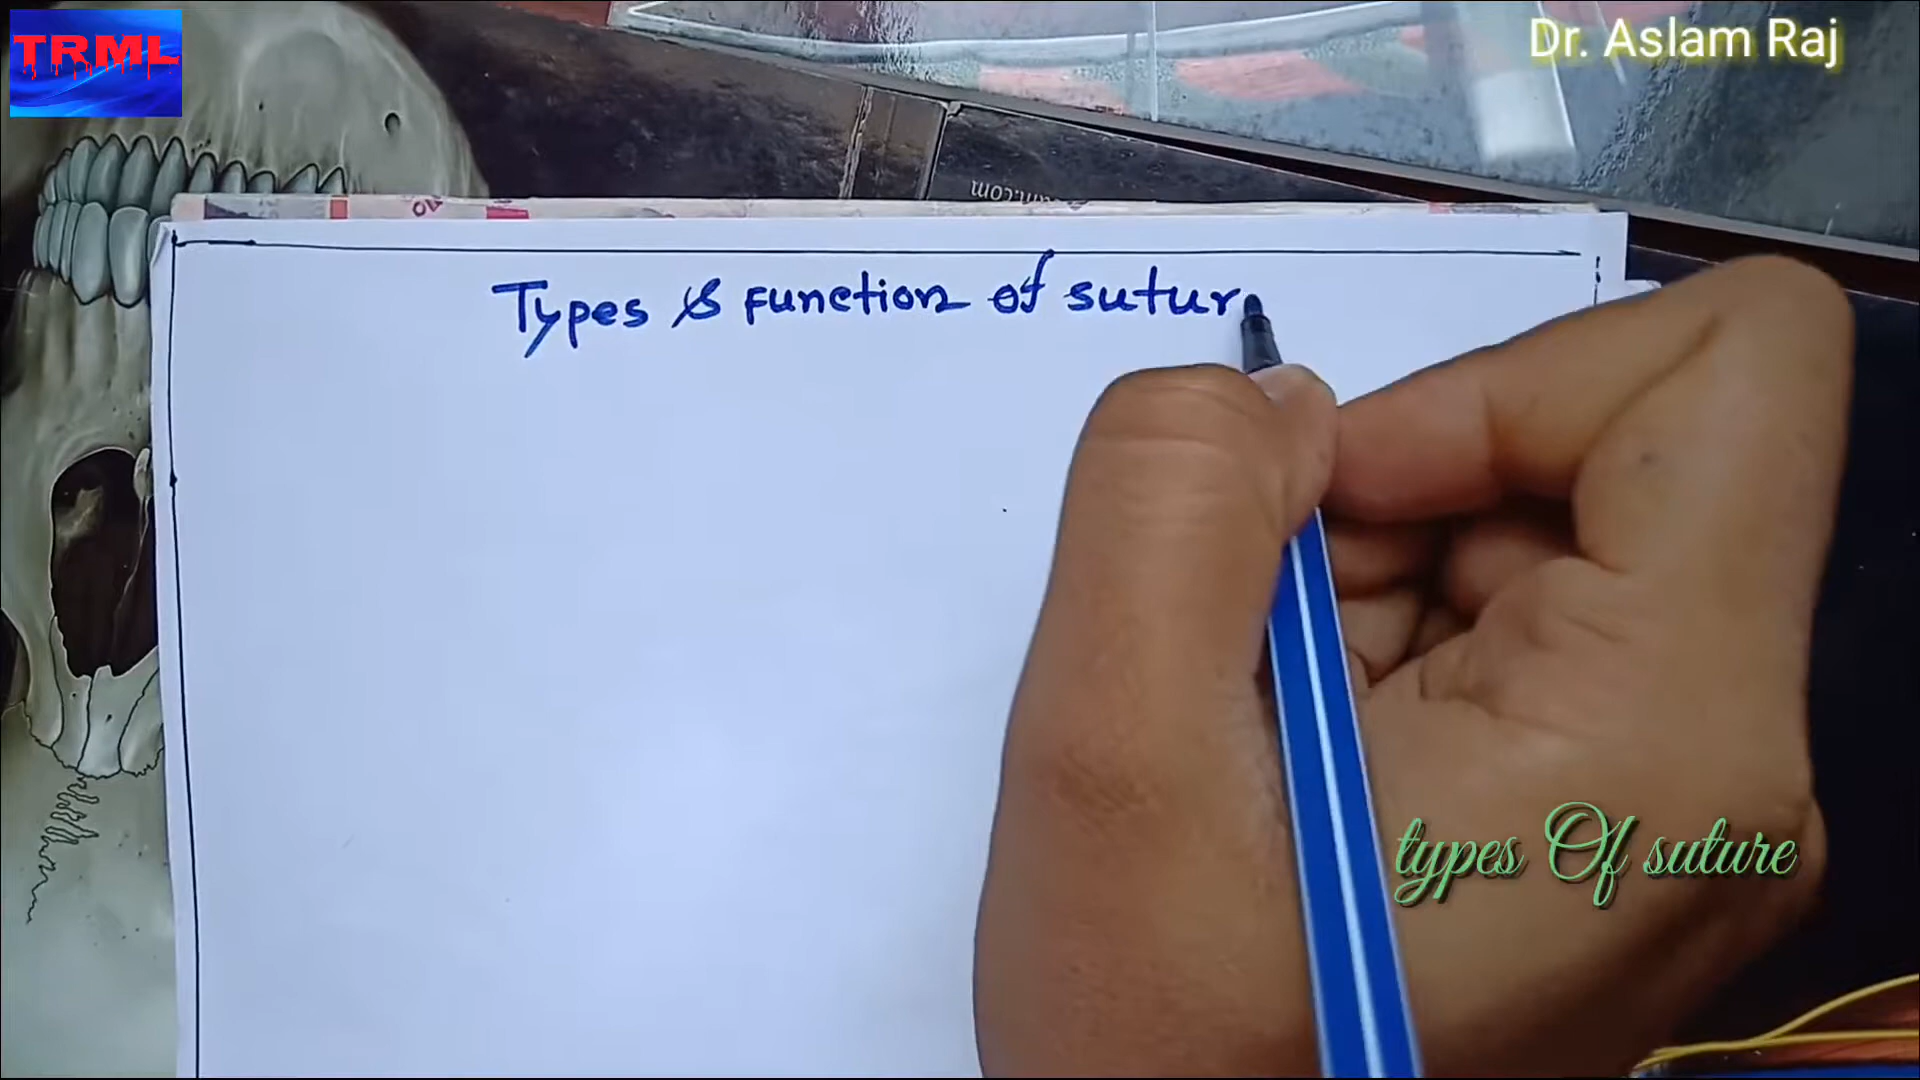 TRML
Dr. Aslam Raj
Types & function of sutur
types Of suture